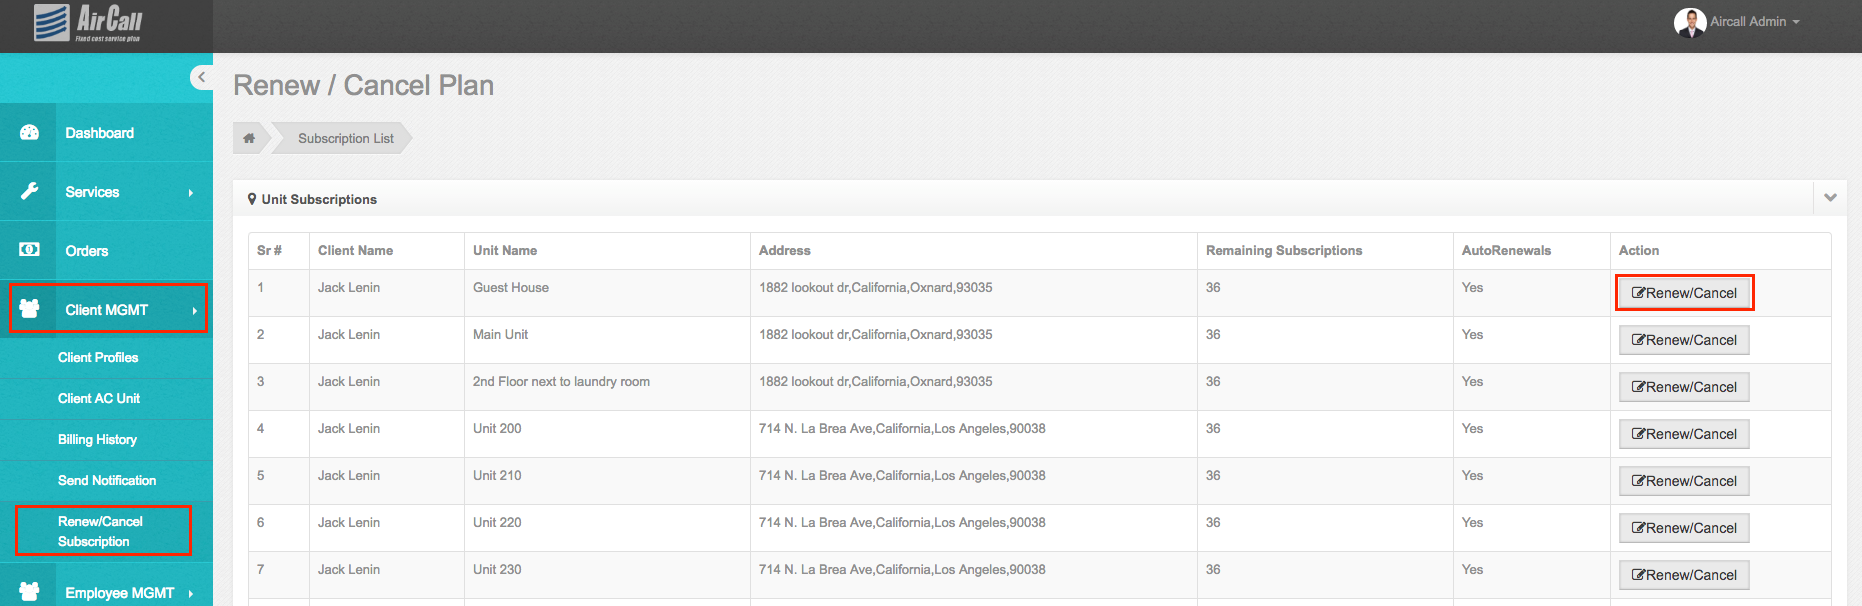 AirCall
Fixed cost service plan
Aircall Admin
Renew / Cancel Plan
Subscription List
Dashboard
Services
Orders
Client MGMT
Client Profiles
Client AC Unit
Billing History
Send Notification
Renew/Cancel
Subscription
Employee MGMT
Unit Subscriptions
Sr # Client Name Unit Name Address Remaining Subscriptions AutoRenewals Action
1 Jack Lenin Guest House 1882 lookout dr,California,Oxnard,93035 36 Yes Renew/Cancel
2 Jack Lenin Main Unit 1882 lookout dr,California,Oxnard,93035 36 Yes Renew/Cancel
3 Jack Lenin 2nd Floor next to laundry room 1882 lookout dr,California,Oxnard,93035 36 Yes Renew/Cancel
4 Jack Lenin Unit 200 714 N. La Brea Ave,California,Los Angeles,90038 36 Yes Renew/Cancel
5 Jack Lenin Unit 210 714 N. La Brea Ave,California,Los Angeles,90038 36 Yes Renew/Cancel
6 Jack Lenin Unit 220 714 N. La Brea Ave,California,Los Angeles,90038 36 Yes Renew/Cancel
7 Jack Lenin Unit 230 714 N. La Brea Ave,California,Los Angeles,90038 36 Yes Renew/Cancel